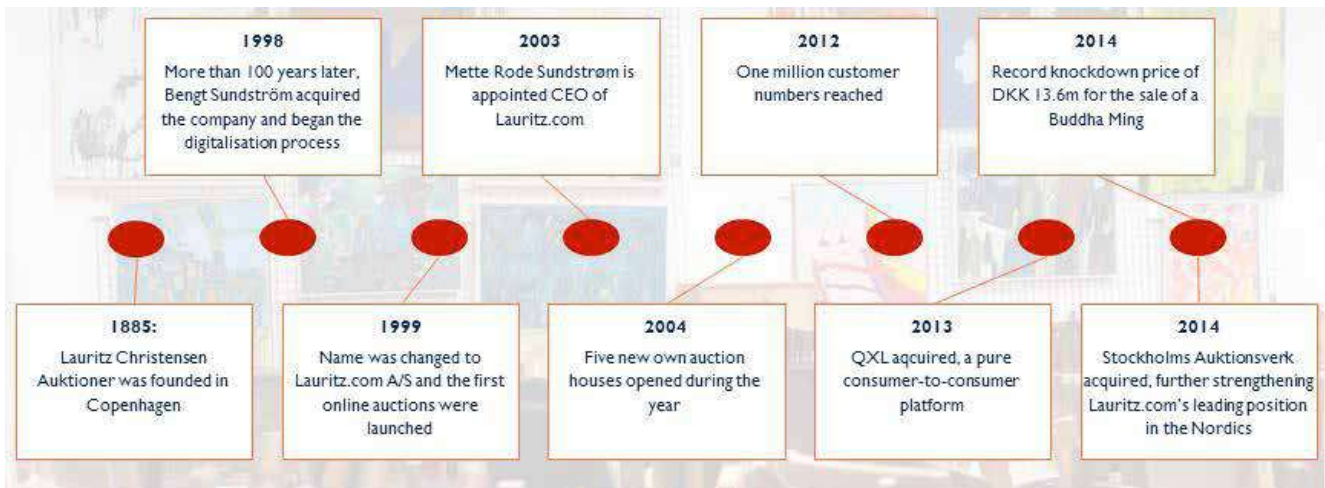 1998
More than 100 years later,
Bengt Sundström acquired
the company and began the
digitalisation process
2003
Mette Rode Sundstrøm is
appointed CEO of
Lauritz.com
2012
One million customer
numbers reached
2014
Record knockdown price of
DKK 13.6m for the sale of a
Buddha Ming
1885:
Lauritz Christensen
Auktioner was founded in
Copenhagen
1999
Name was changed to
Lauritz.com A/S and the first
online auctions were
launched
2004
Five new own auction
houses opened during the
year
2013
QXL aqcuired, a pure
consumer-to-consumer
platform
2014
Stockholms Auktionsverk
acquired, further strengthening
Lauritz.com's leading position
in the Nordics